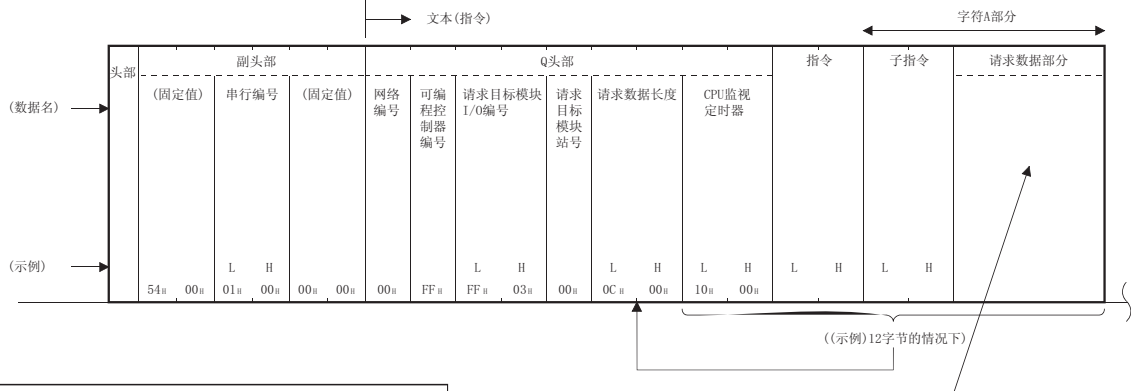 文本(指令)
字符A部分
头部
副头部
Q头部
指令
子指令
请求数据部分
(数据名)
(固定值)
串行编号
(固定值)
网络
编号
可编
程控
制器
编号
请求目标模块
I/O编号
请求
目标
模块
站号
请求数据长度
CPU监视
定时器
(示例)
L H L H L H L H L H L H
54H 00H 01H 00H 00H 00H 00H FFH FFH 03H 00H 0CH 00H 10H 00H
((示例)12字节的情况下)